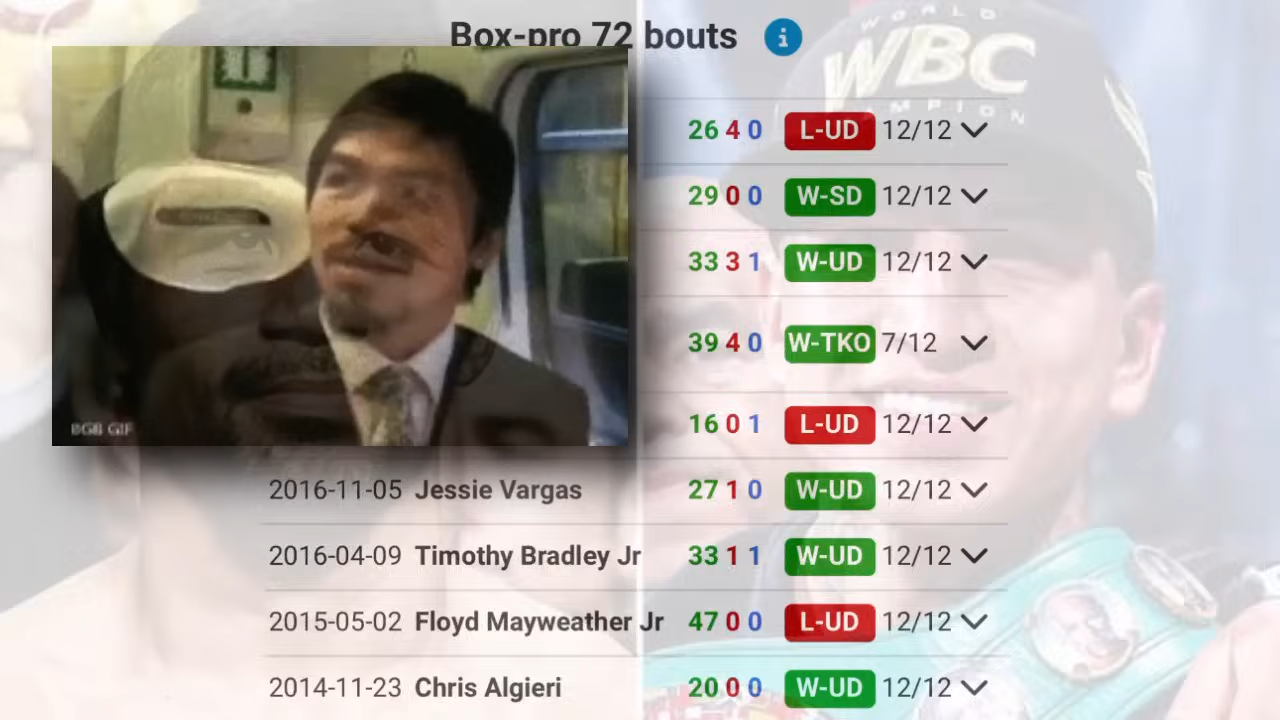 Box-pro 72 bouts i
WORLD
WBC
26 4 0 L-UD 12/12
29 0 0 W-SD 12/12
33 3 1 W-UD 12/12
39 4 0 W-TKO 7/12
16 0 1 L-UD 12/12
BGB GIF
2016-11-05 Jessie Vargas 27 1 0 W-UD 12/12
2016-04-09 Timothy Bradley Jr 33 1 1 W-UD 12/12
2015-05-02 Floyd Mayweather Jr 47 0 0 L-UD 12/12
2014-11-23 Chris Algieri 20 0 0 W-UD 12/12